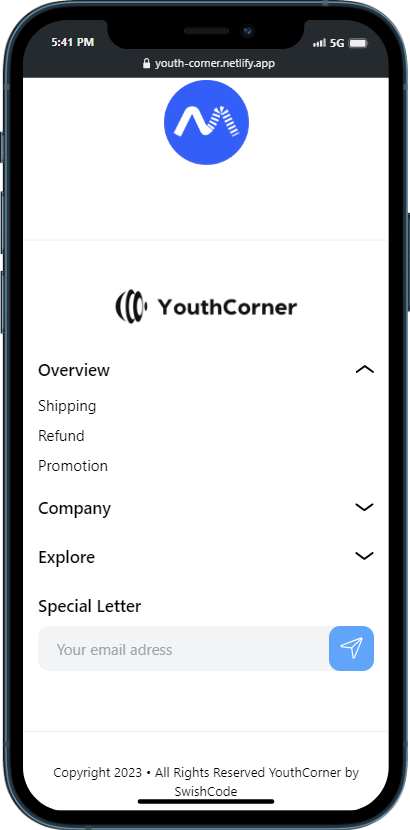 5:41 PM
5G
youth-corner.netlify.app
YouthCorner
Overview
Shipping
Refund
Promotion
Company
Explore
Special Letter
Your email adress
Copyright 2023 • All Rights Reserved YouthCorner by
SwishCode